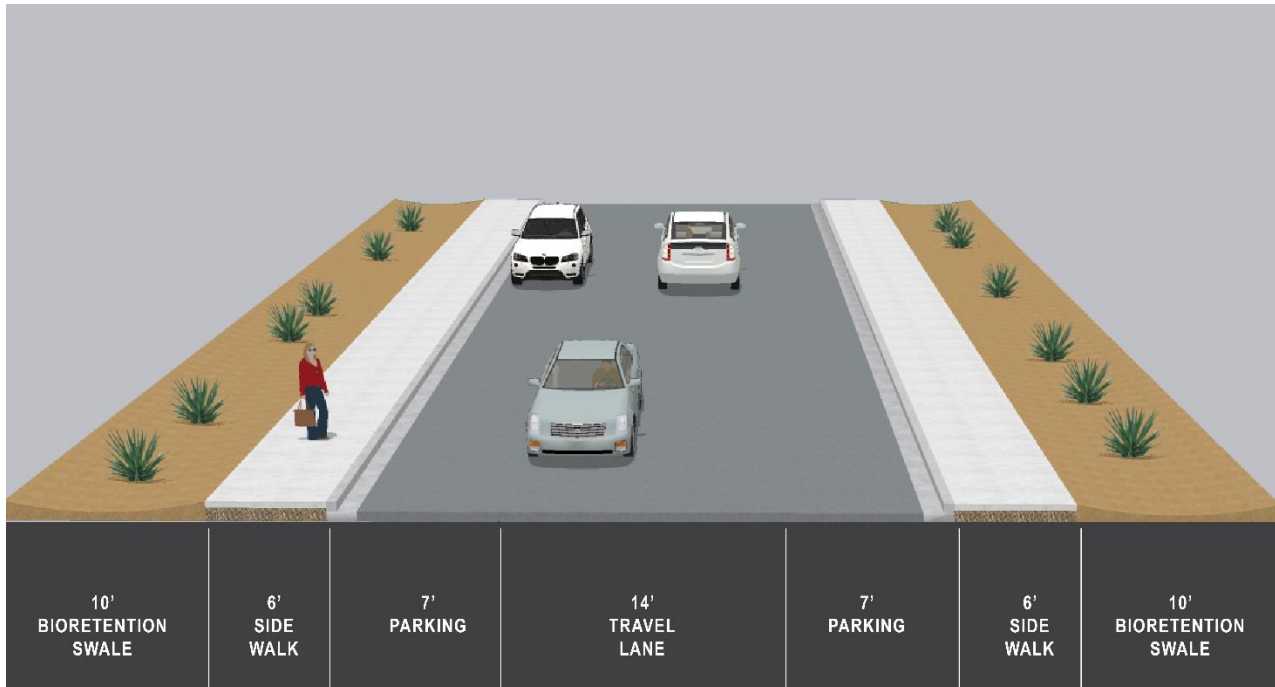 10'
BIORETENTION
SWALE
6'
SIDE
WALK
7'
PARKING
14'
TRAVEL
LANE
7'
PARKING
6'
SIDE
WALK
10'
BIORETENTION
SWALE